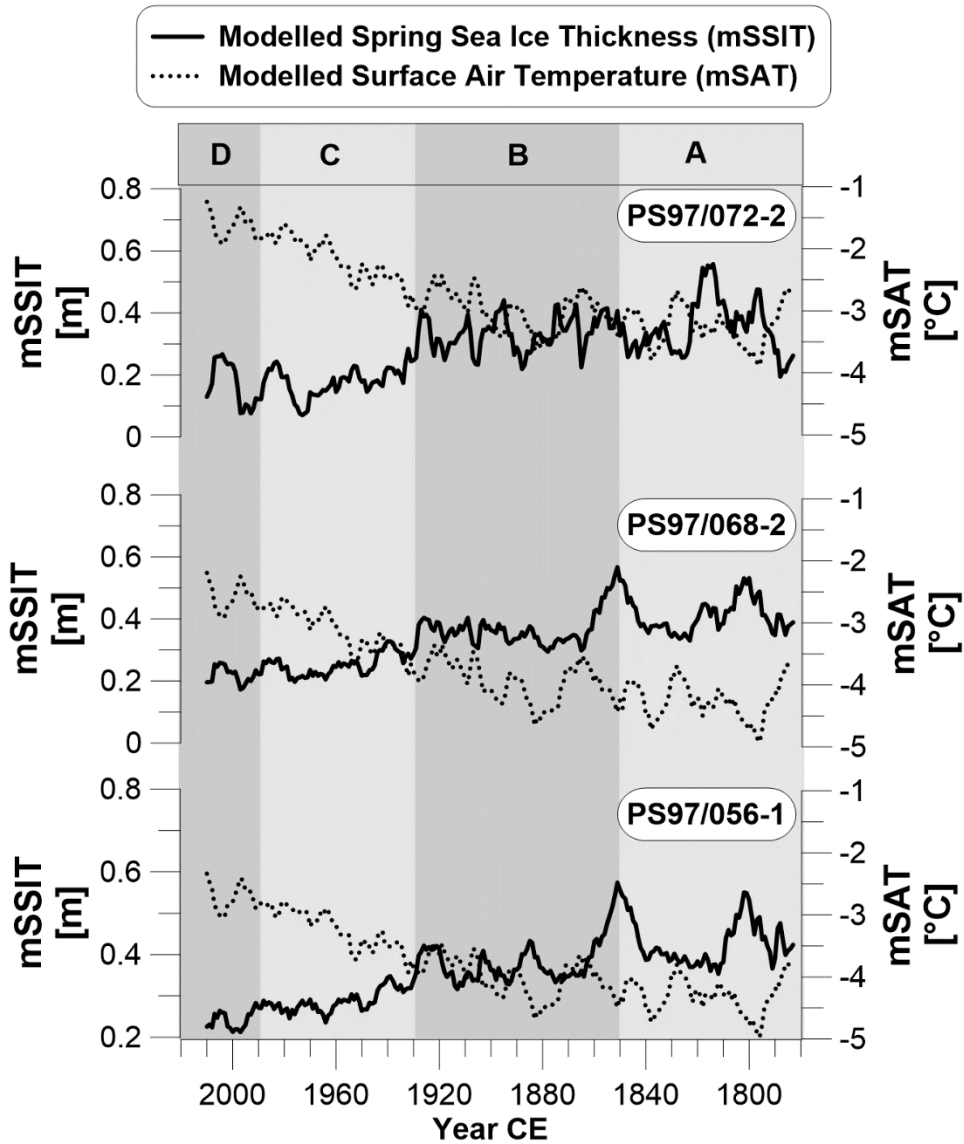 Modelled Spring Sea Ice Thickness (mSSIT)
Modelled Surface Air Temperature (mSAT)
D C B A
PS97/072-2
mSSIT
[m]
0.8
0.6
0.4
0.2
0
-1
-2
-3
-4
-5
mSAT
[°C]
PS97/068-2
mSSIT
[m]
0.8
0.6
0.4
0.2
0
-1
-2
-3
-4
-5
mSAT
[°C]
PS97/056-1
mSSIT
[m]
0.8
0.6
0.4
0.2
-1
-2
-3
-4
-5
mSAT
[°C]
2000 1960 1920 1880 1840 1800
Year CE